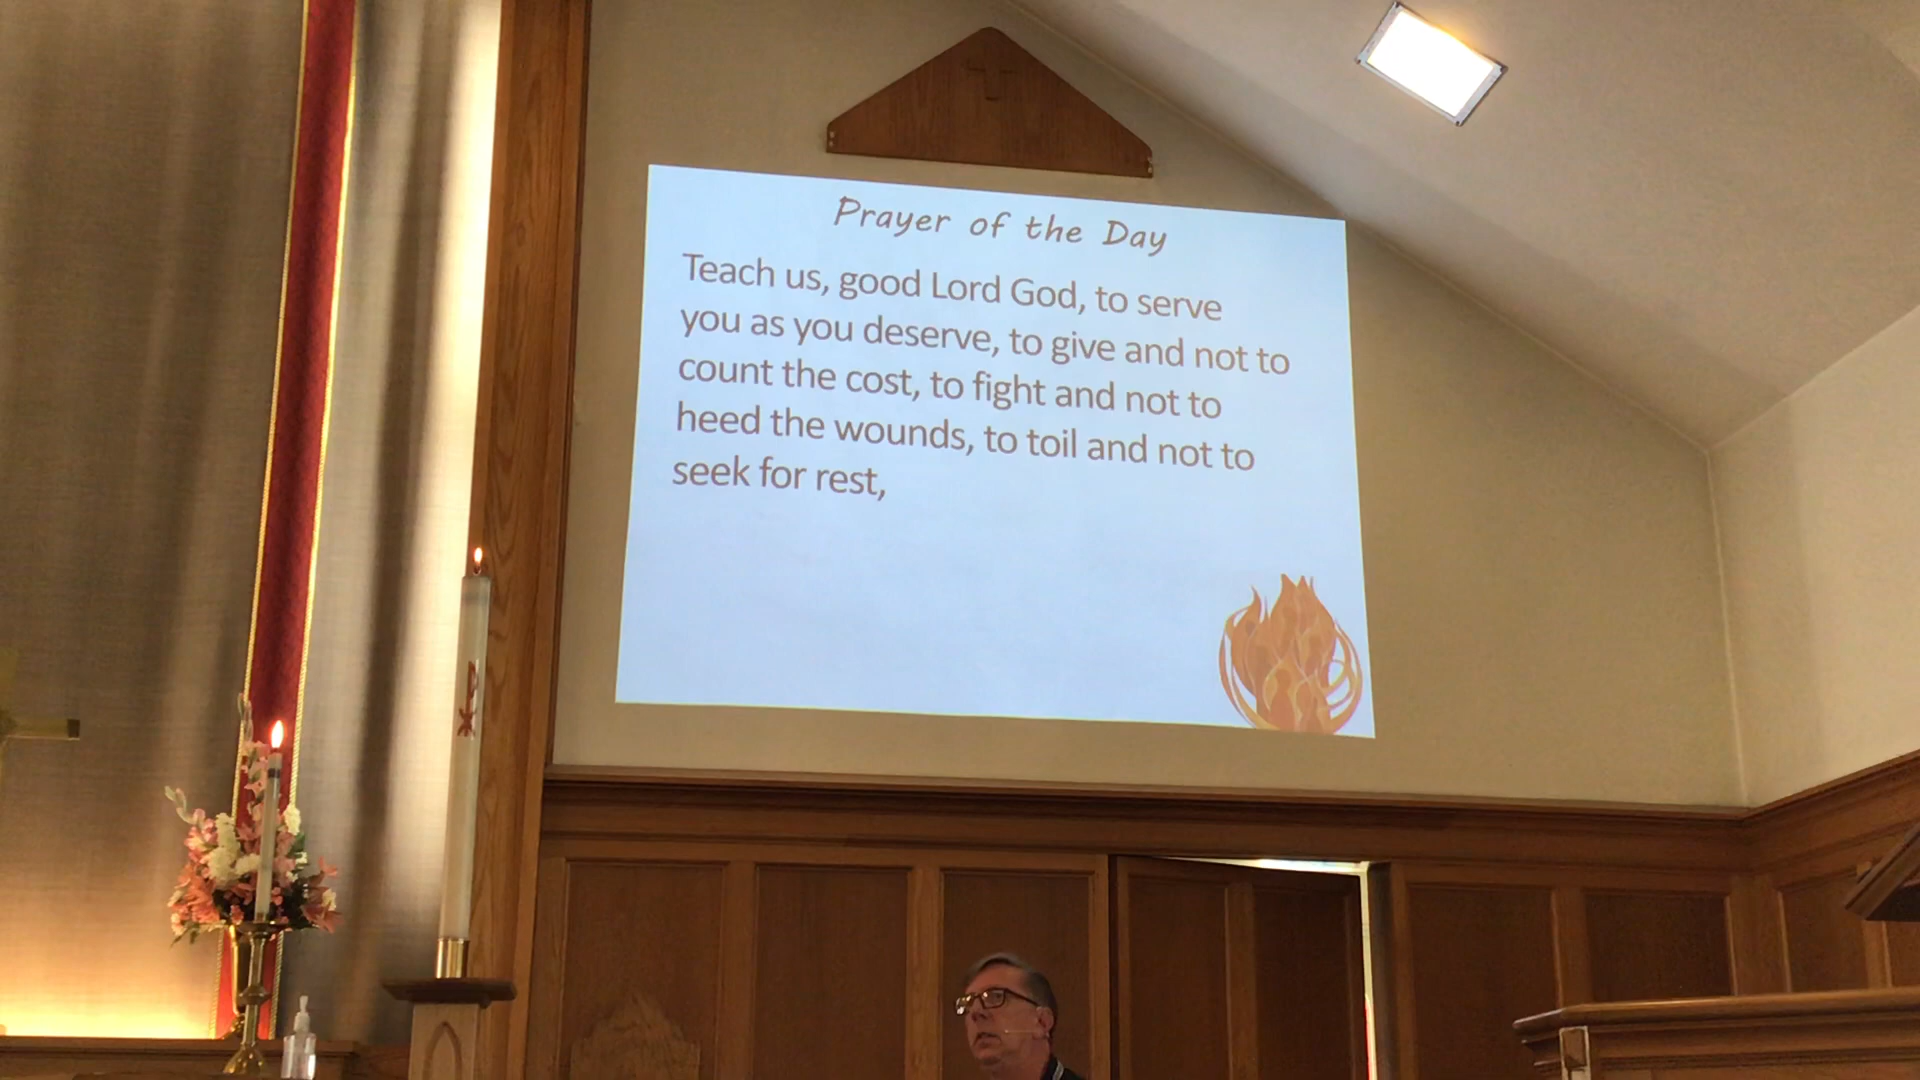 Prayer of the Day
Teach us, good Lord God, to serve
you as you deserve, to give and not to
count the cost, to fight and not to
heed the wounds, to toil and not to
seek for rest,